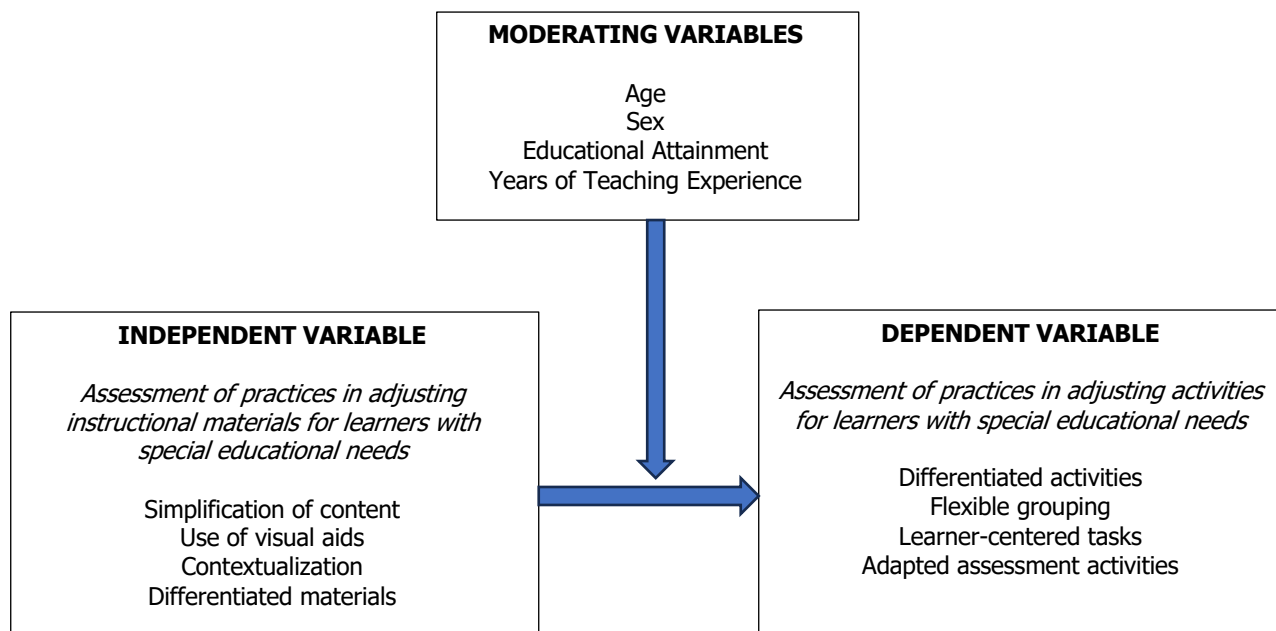 MODERATING VARIABLES
Age
Sex
Educational Attainment
Years of Teaching Experience
INDEPENDENT VARIABLE
Assessment of practices in adjusting
instructional materials for learners with
special educational needs
Simplification of content
Use of visual aids
Contextualization
Differentiated materials
DEPENDENT VARIABLE
Assessment of practices in adjusting activities
for learners with special educational needs
Differentiated activities
Flexible grouping
Learner-centered tasks
Adapted assessment activities